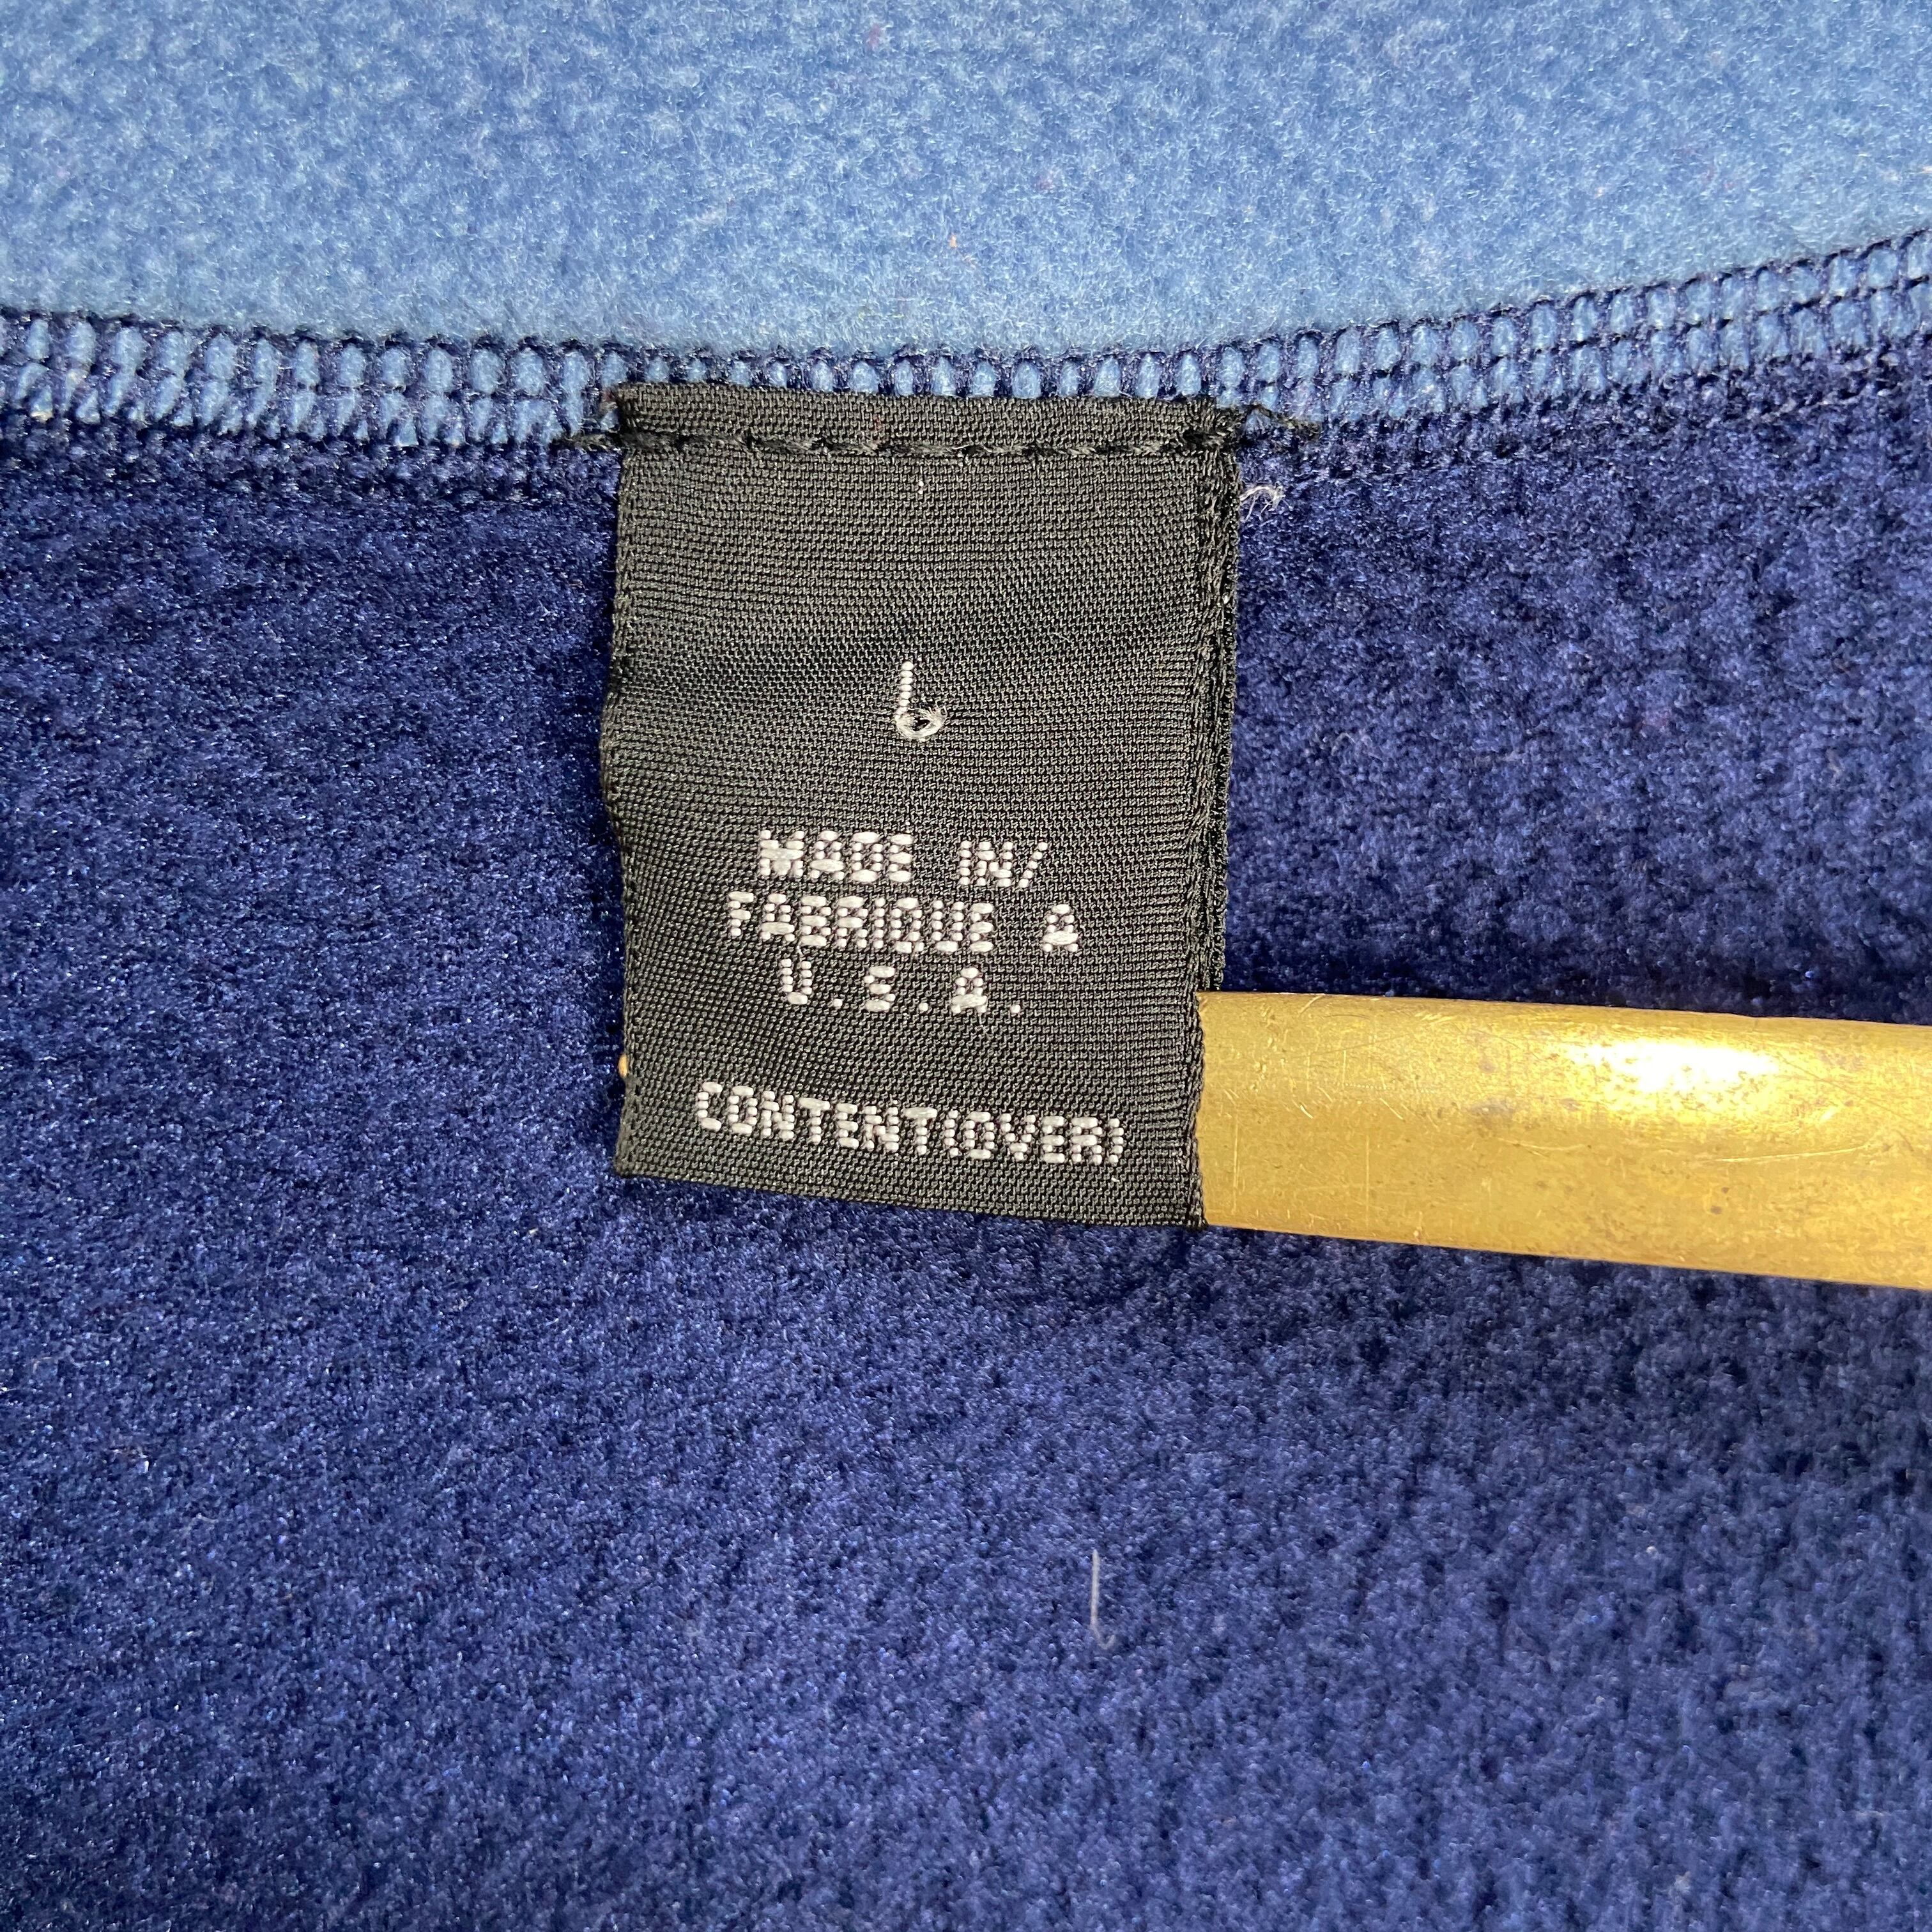 L
MADE IN/
FABRIQUE A
U.S.A.
CONTENT(OVER)